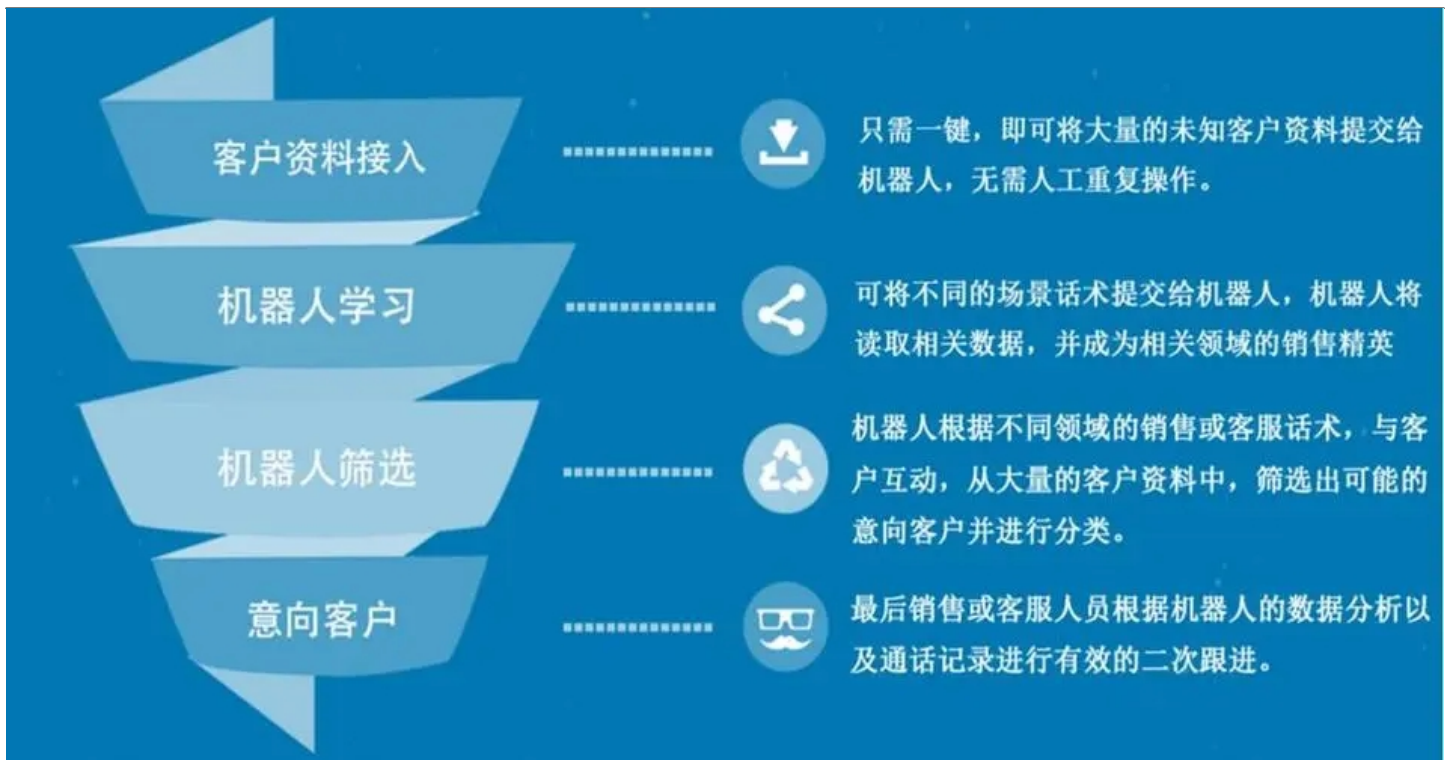 客户资料接入
只需一键，即可将大量的未知客户资料提交给
机器人，无需人工重复操作。
机器人学习
可将不同的场景话术提交给机器人，机器人将
读取相关数据，并成为相关领域的销售精英
机器人筛选
机器人根据不同领域的销售或客服话术，与客
户互动，从大量的客户资料中，筛选出可能的
意向客户并进行分类。
意向客户
最后销售或客服人员根据机器人的数据分析以
及通话记录进行有效的二次跟进。